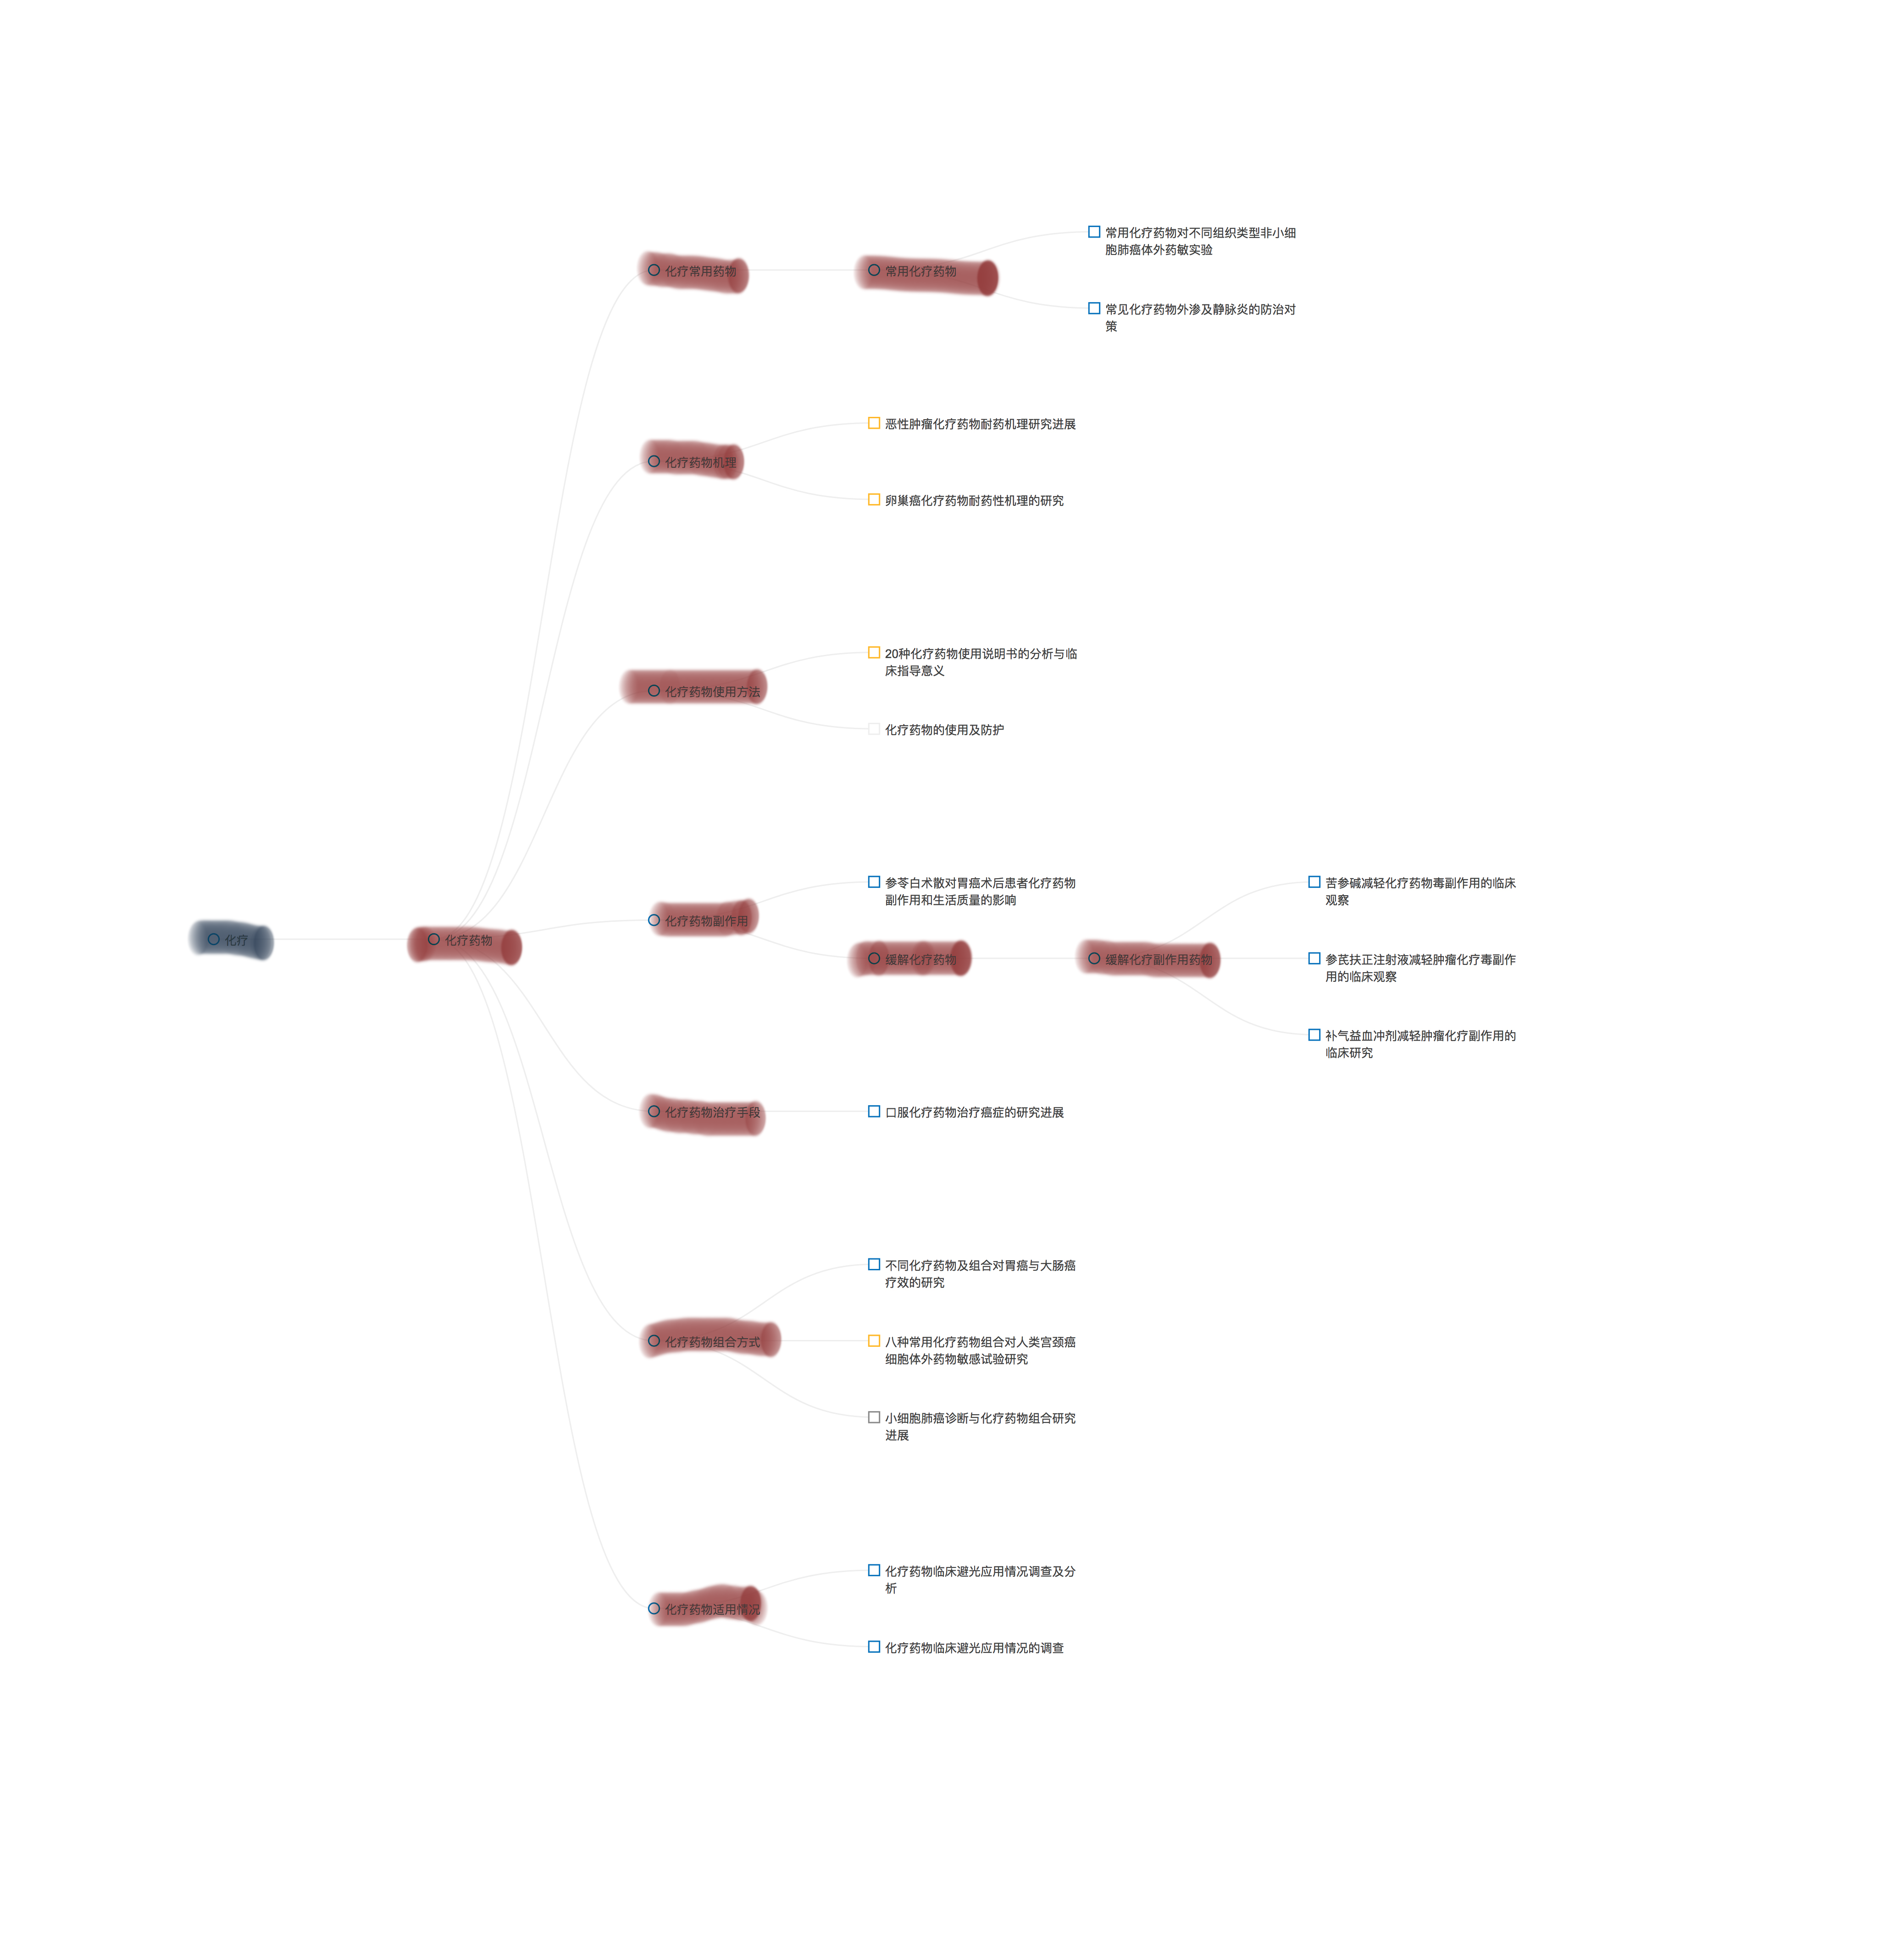 常用化疗药物对不同组织类型非小细
胞肺癌体外药敏实验
化疗常用药物
常用化疗药物
常见化疗药物外渗及静脉炎的防治对
策
恶性肿瘤化疗药物耐药机理研究进展
化疗药物机理
卵巢癌化疗药物耐药性机理的研究
20种化疗药物使用说明书的分析与临
床指导意义
化疗药物使用方法
化疗药物的使用及防护
参苓白术散对胃癌术后患者化疗药物
副作用和生活质量的影响
苦参碱减轻化疗药物毒副作用的临床
观察
化疗药物副作用
化疗
化疗药物
缓解化疗药物
缓解化疗副作用药物
参芪扶正注射液减轻肿瘤化疗毒副作
用的临床观察
补气益血冲剂减轻肿瘤化疗副作用的
临床研究
化疗药物治疗手段
口服化疗药物治疗癌症的研究进展
不同化疗药物及组合对胃癌与大肠癌
疗效的研究
化疗药物组合方式
八种常用化疗药物组合对人类宫颈癌
细胞体外药物敏感试验研究
小细胞肺癌诊断与化疗药物组合研究
进展
化疗药物临床避光应用情况调查及分
析
化疗药物适用情况
化疗药物临床避光应用情况的调查